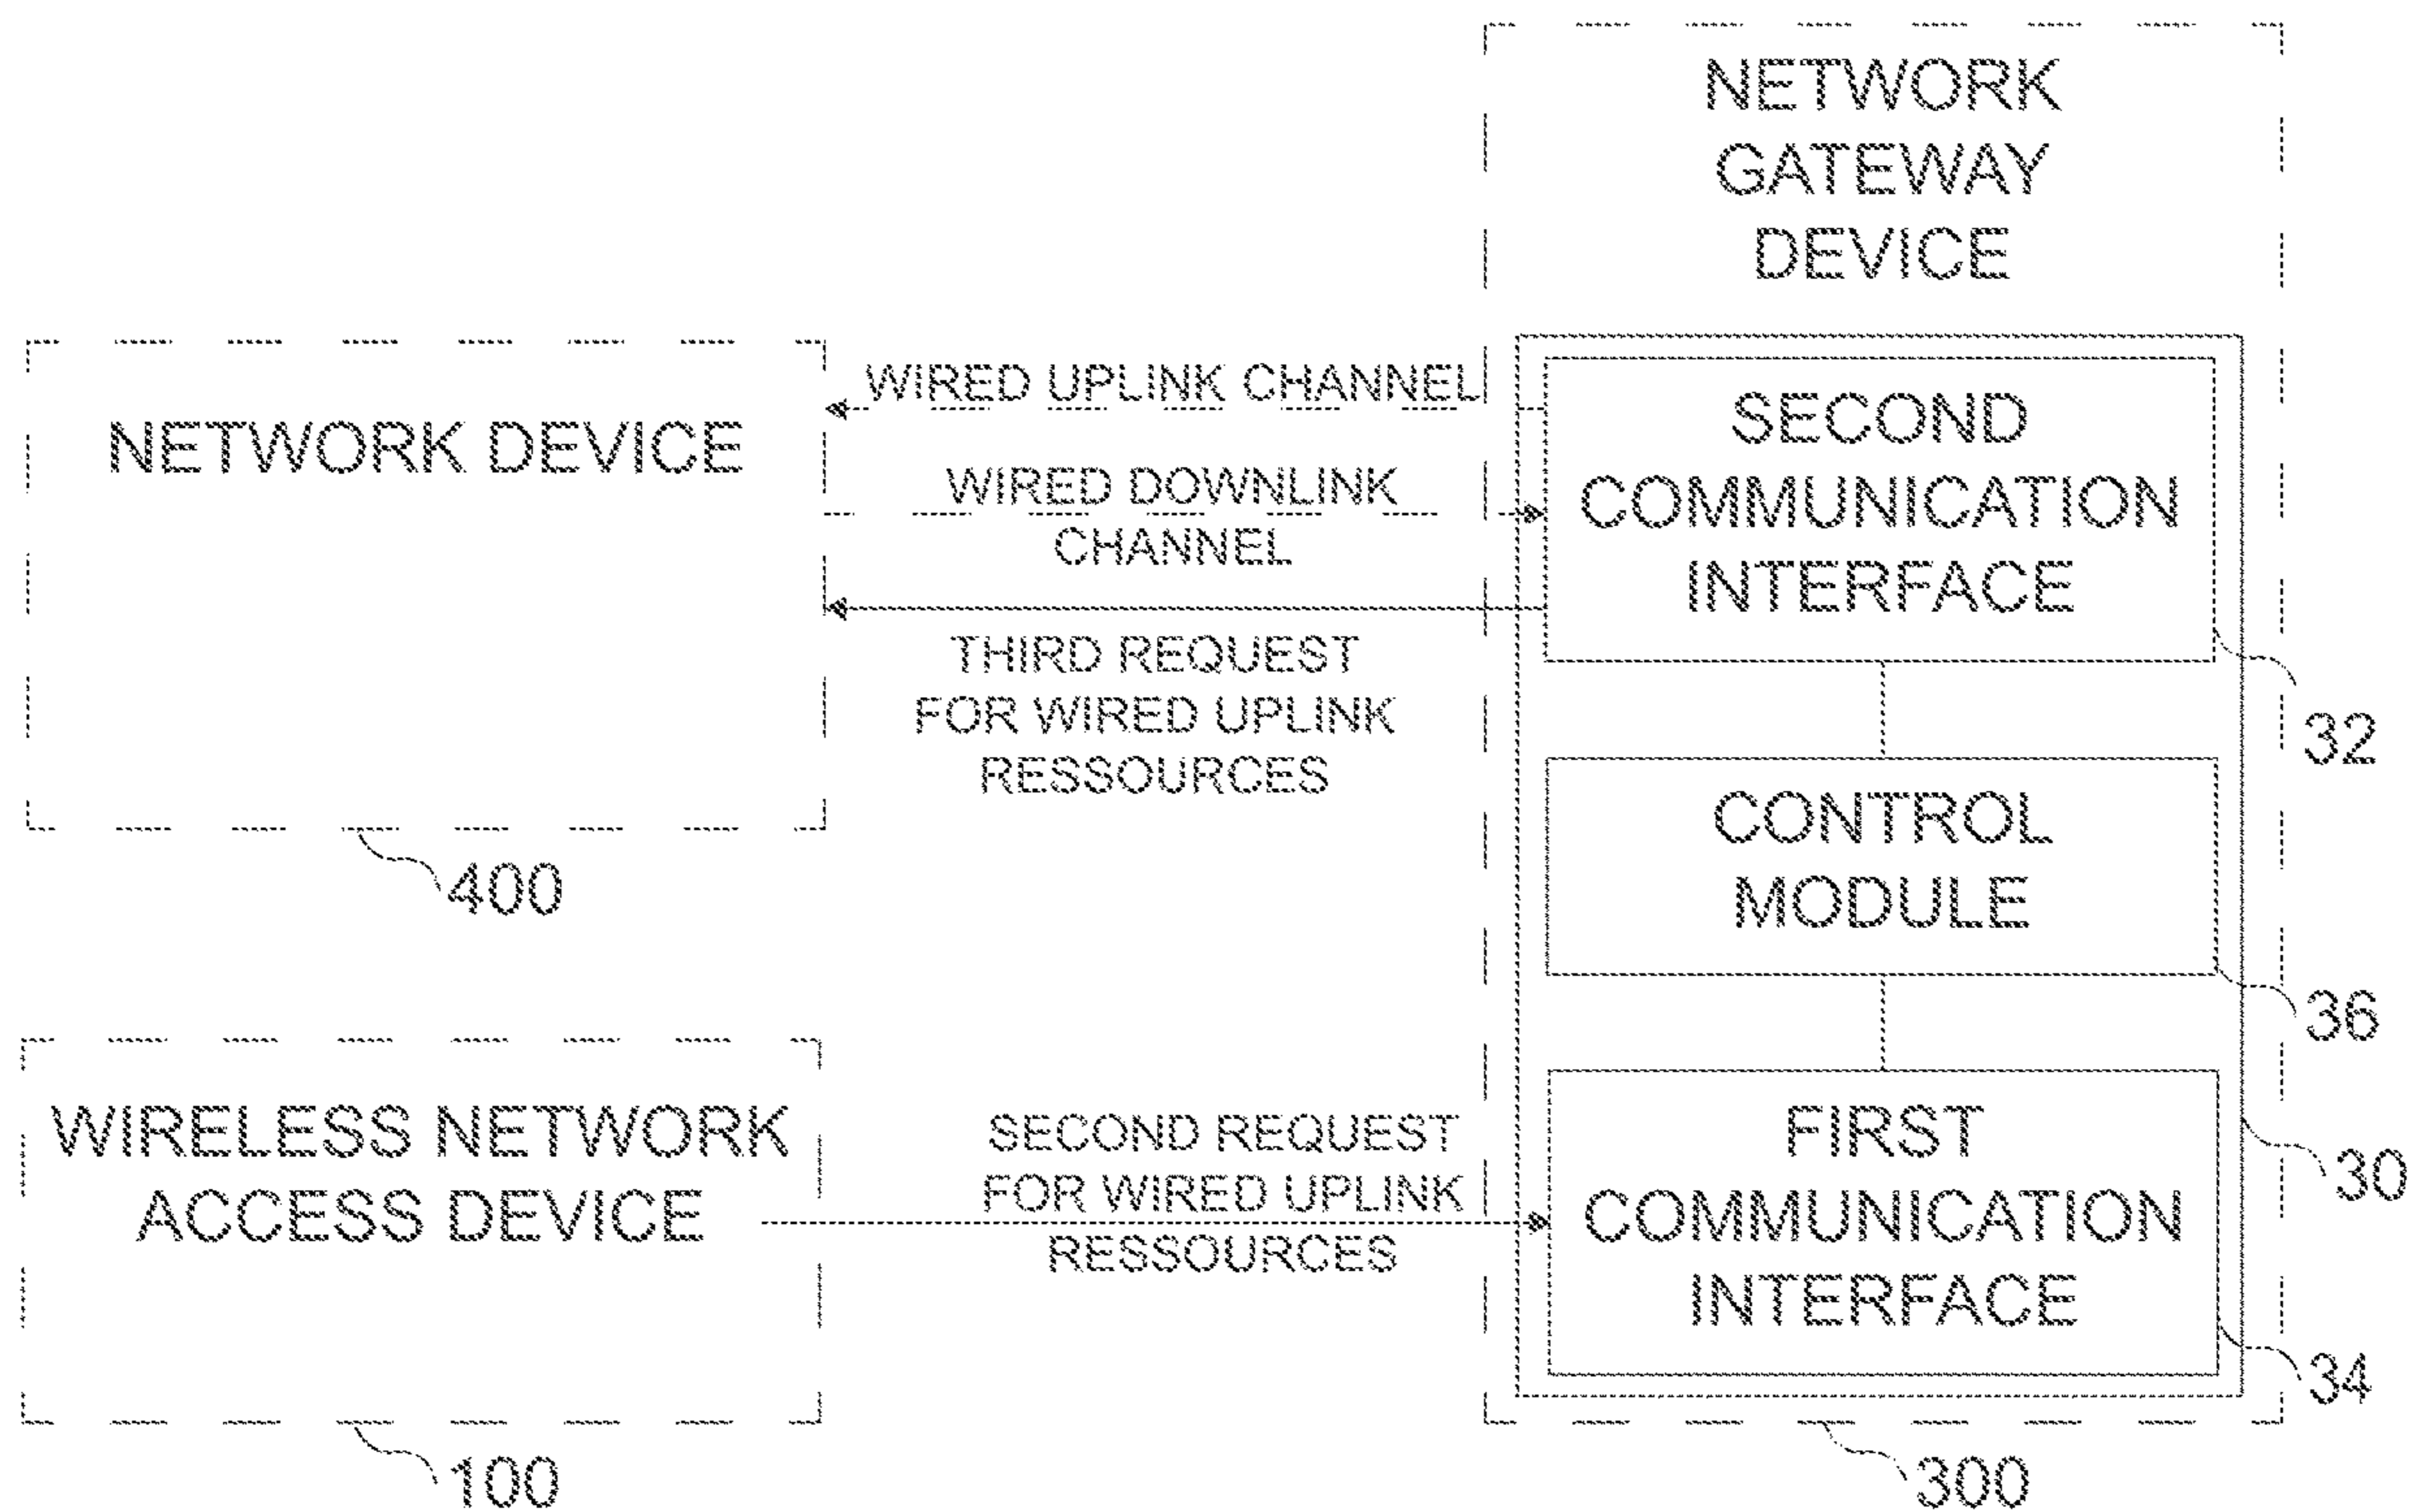 NETWORK
GATEWAY
DEVICE
WIRED UPLINK CHANNEL
NETWORK DEVICE
WIRED DOWNLINK
CHANNEL
THIRD REQUEST
FOR WIRED UPLINK
RESSOURCES
400
SECOND
COMMUNICATION
INTERFACE
32
CONTROL
MODULE
36
WIRELESS NETWORK
ACCESS DEVICE
100
SECOND REQUEST
FOR WIRED UPLINK
RESSOURCES
FIRST
COMMUNICATION
INTERFACE
30
34
300